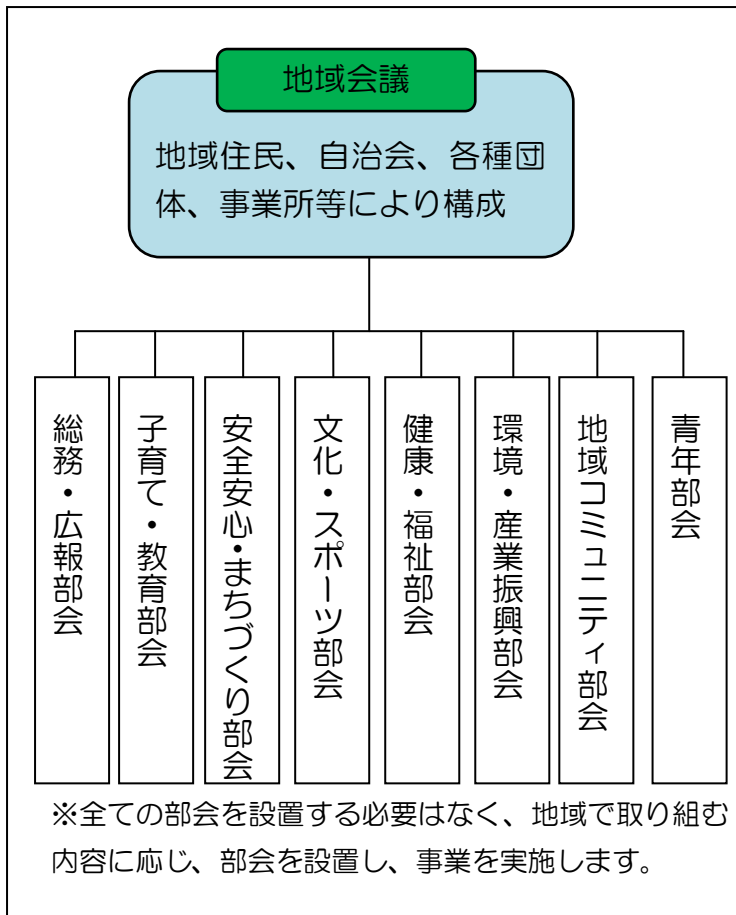 地域会議
地域住民、自治会、各種団
体、事業所等により構成
総務・広報部会
子育て・教育部会
安全安心・まちづくり部会
文化・スポーツ部会
健康・福祉部会
環境・産業振興部会
地域コミュニティ部会
青年部会
※全ての部会を設置する必要はなく、地域で取り組む
内容に応じ、部会を設置し、事業を実施します。